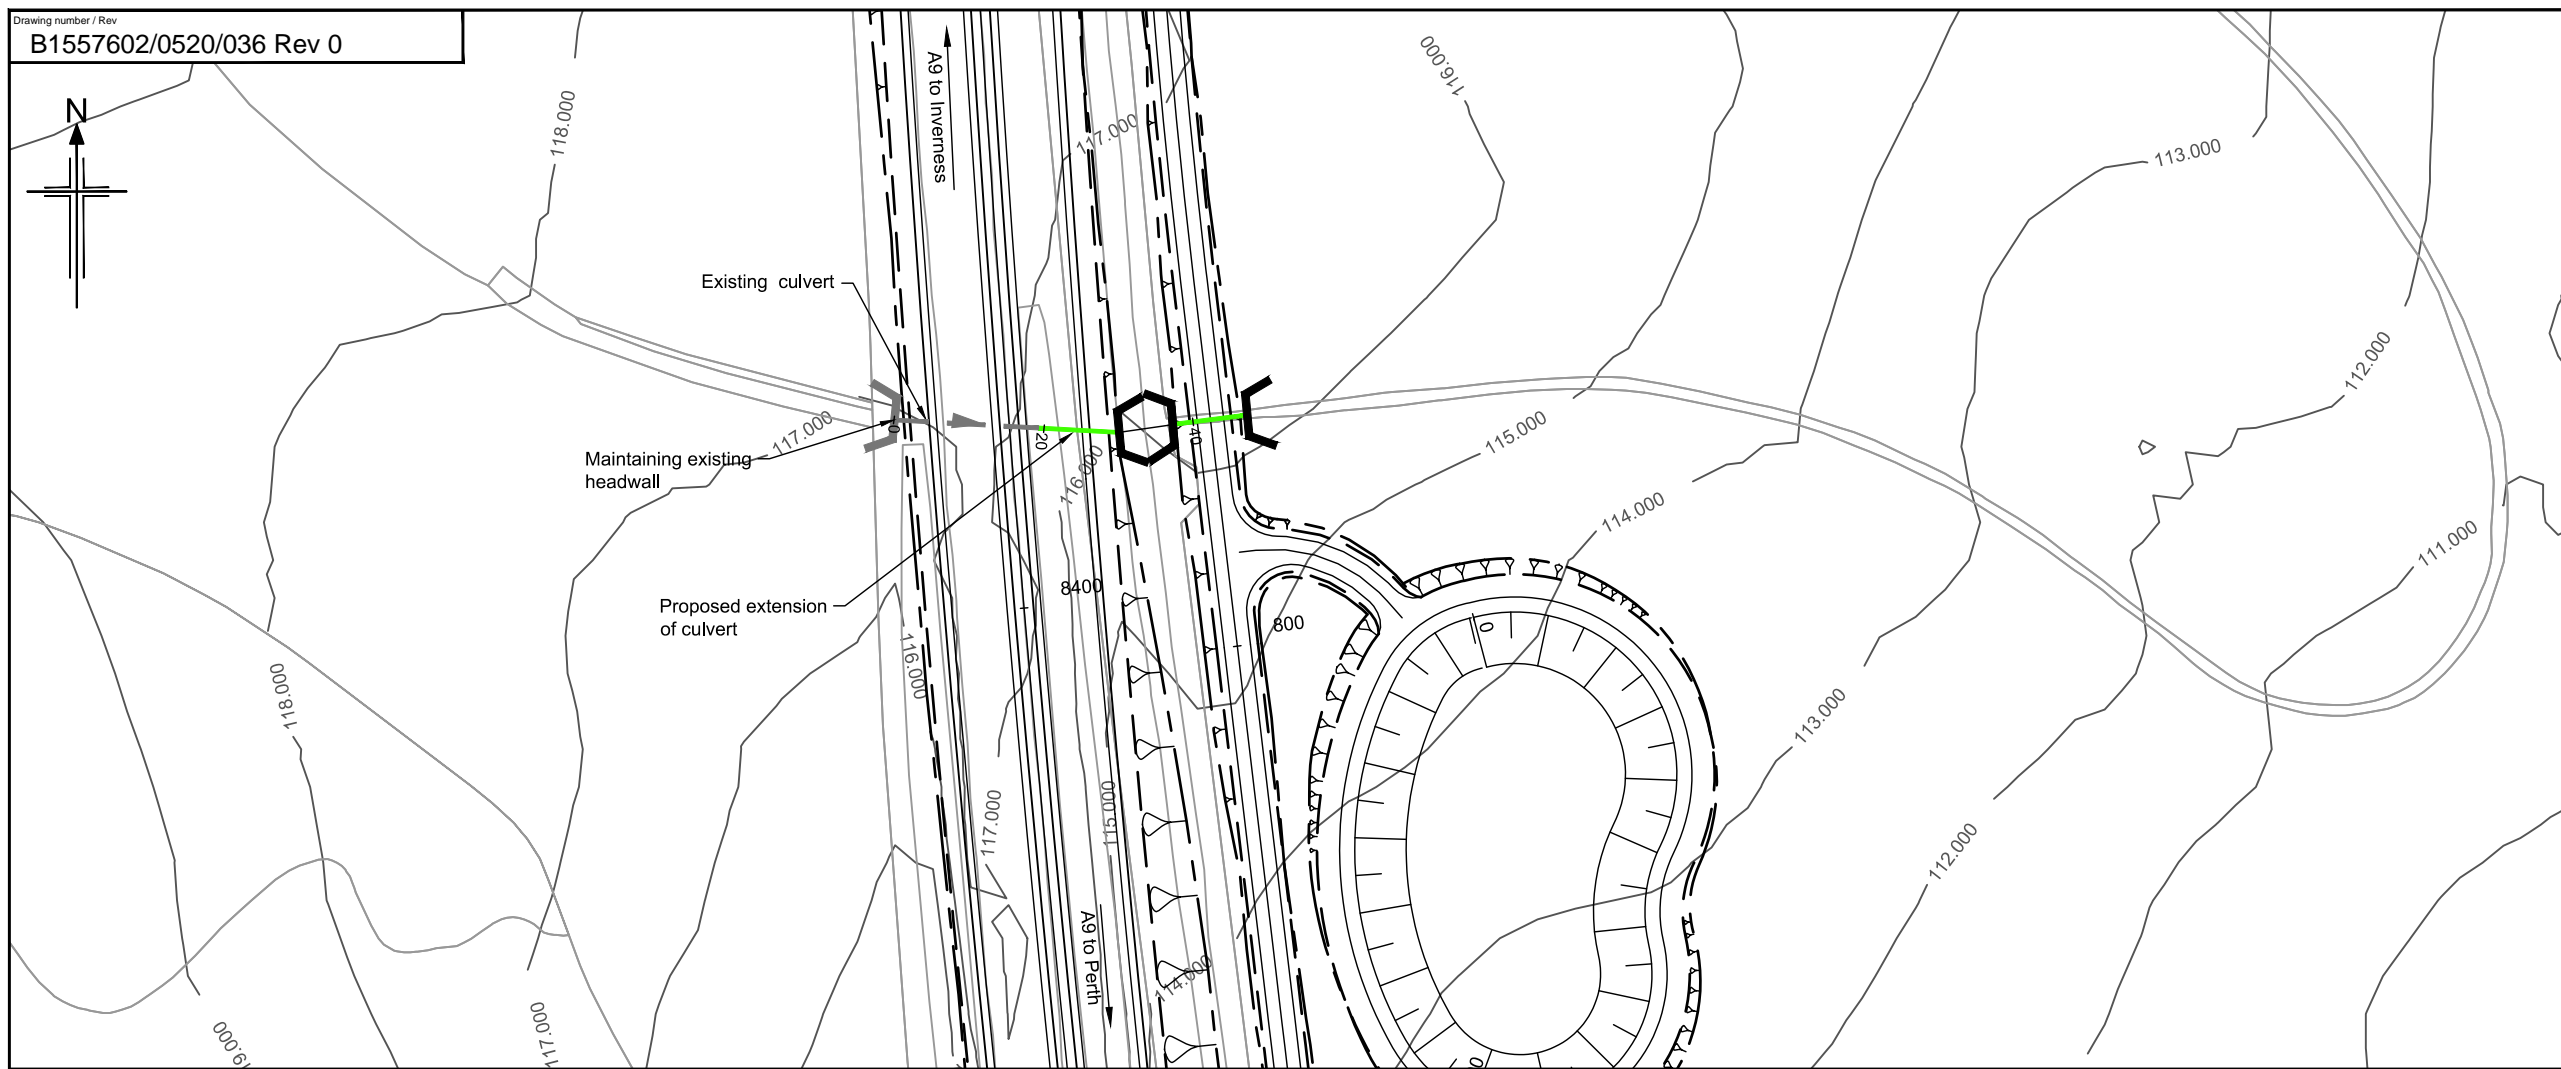 Drawing number / Rev
B1557602/0520/036 Rev 0
N
A9 to Inverness
118.000
117.000
116.000
113.000
Existing culvert
112.000
117.000
0
20
40
115.000
Maintaining existing
headwall
116.000
114.000
111.000
8400
Proposed extension
of culvert
800
0
116.000
118.000
113.000
117.000
115.000
112.000
A9 to Perth
114.000
117.000